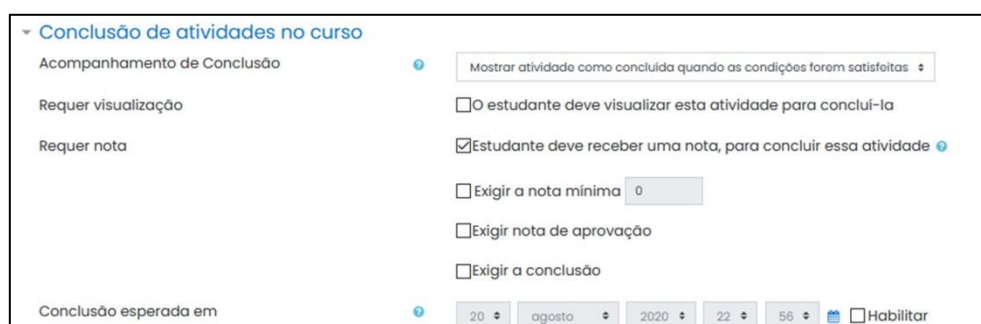 Conclusão de atividades no curso
Acompanhamento de Conclusão Mostrar atividade como concluída quando as condições forem satisfeitas
Requer visualização O estudante deve visualizar esta atividade para concluí-la
Requer nota Estudante deve receber uma nota, para concluir essa atividade
Exigir a nota mínima 0
Exigir nota de aprovação
Exigir a conclusão
Conclusão esperada em 20 agosto 2020 22 56 Habilitar